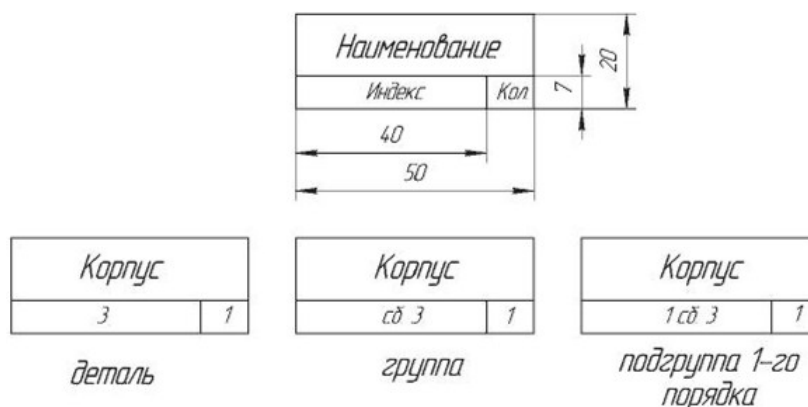 Наименование
Индекс Кол.
20
7
40
50
Корпус Корпус Корпус
3 1 сб. 3 1 1 сб. 3 1
деталь группа подгруппа 1-го
порядка